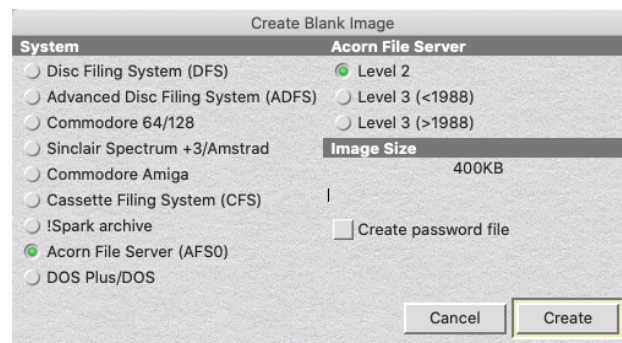 Create Blank Image
System
Disc Filing System (DFS)
Advanced Disc Filing System (ADFS)
Commodore 64/128
Sinclair Spectrum +3/Amstrad
Commodore Amiga
Cassette Filing System (CFS)
!Spark archive
Acorn File Server (AFS0)
DOS Plus/DOS
Acorn File Server
Level 2
Level 3 (<1988)
Level 3 (>1988)
Image Size
400KB
Create password file
Cancel
Create